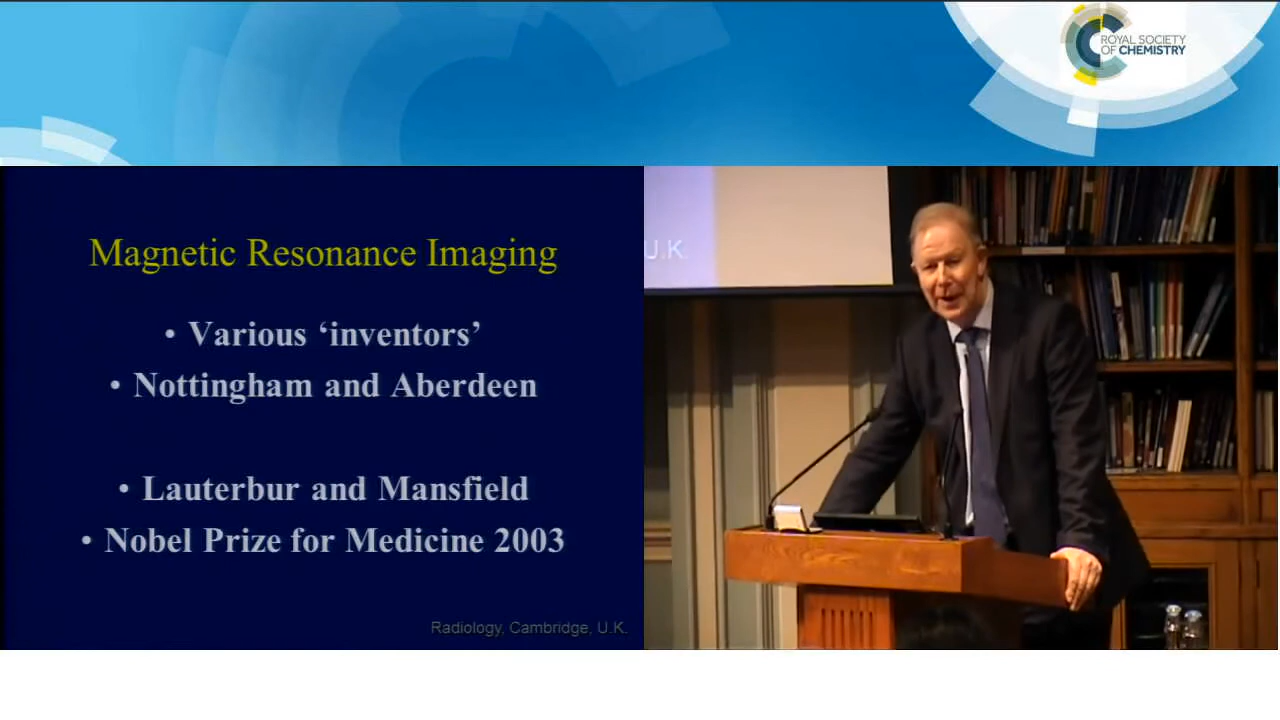 ROYAL SOCIETY
OF CHEMISTRY
Magnetic Resonance Imaging
• Various ‘inventors’
• Nottingham and Aberdeen
• Lauterbur and Mansfield
• Nobel Prize for Medicine 2003
Radiology, Cambridge, U.K.
U.K.